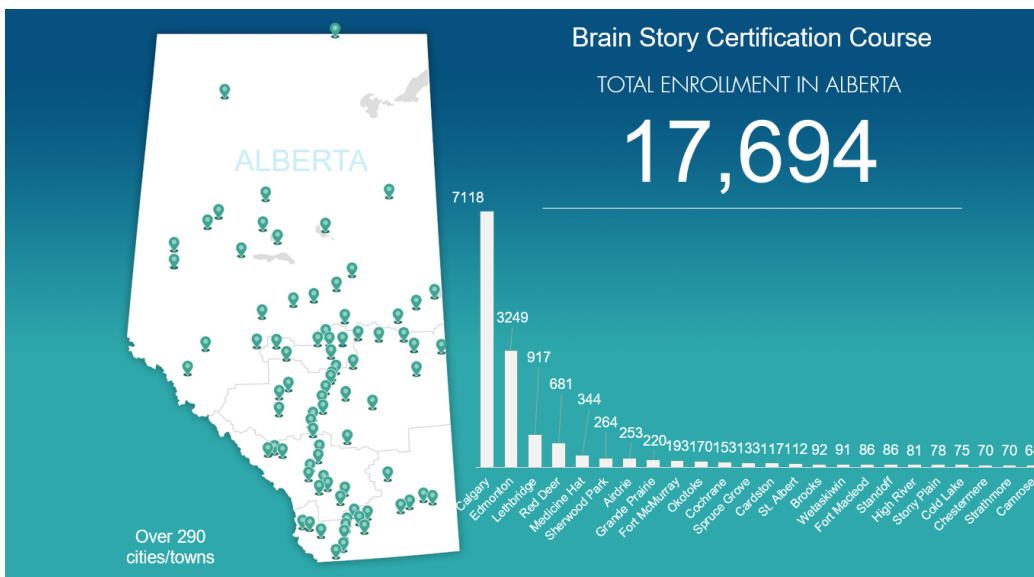 Brain Story Certification Course
TOTAL ENROLLMENT IN ALBERTA
17,694
ALBERTA
7118
3249
917
681
344
264
253
220
193
170
153
133
117
112
92
91
86
86
81
78
75
70
70
Calgary
Edmonton
Lethbridge
Red Deer
Medicine Hat
Sherwood Park
Airdrie
Grande Prairie
Fort McMurray
Okotoks
Cochrane
Spruce Grove
Cardston
St. Albert
Brooks
Wetaskiwin
Fort Macleod
Standoff
High River
Stony Plain
Cold Lake
Chestermere
Strathmore
Camrose
Over 290
cities/towns